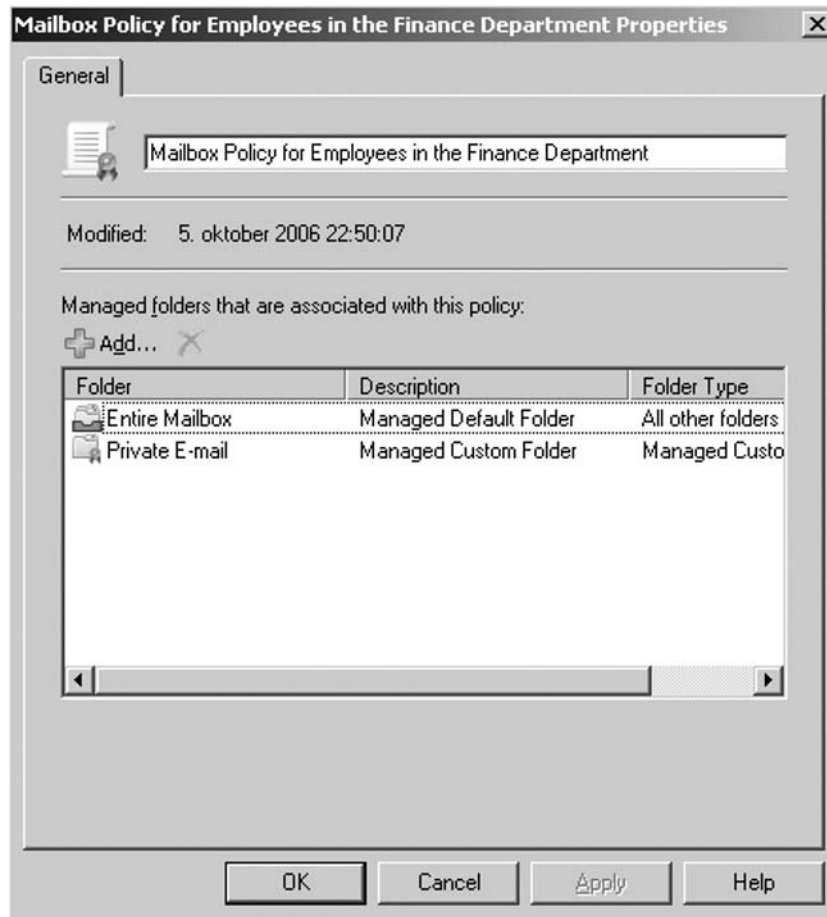 Mailbox Policy for Employees in the Finance Department Properties
General
Mailbox Policy for Employees in the Finance Department
Modified: 5. oktober 2006 22:50:07
Managed folders that are associated with this policy:
Add...
Folder Description Folder Type
Entire Mailbox Managed Default Folder All other folders
Private E-mail Managed Custom Folder Managed Custo
OK Cancel Apply Help